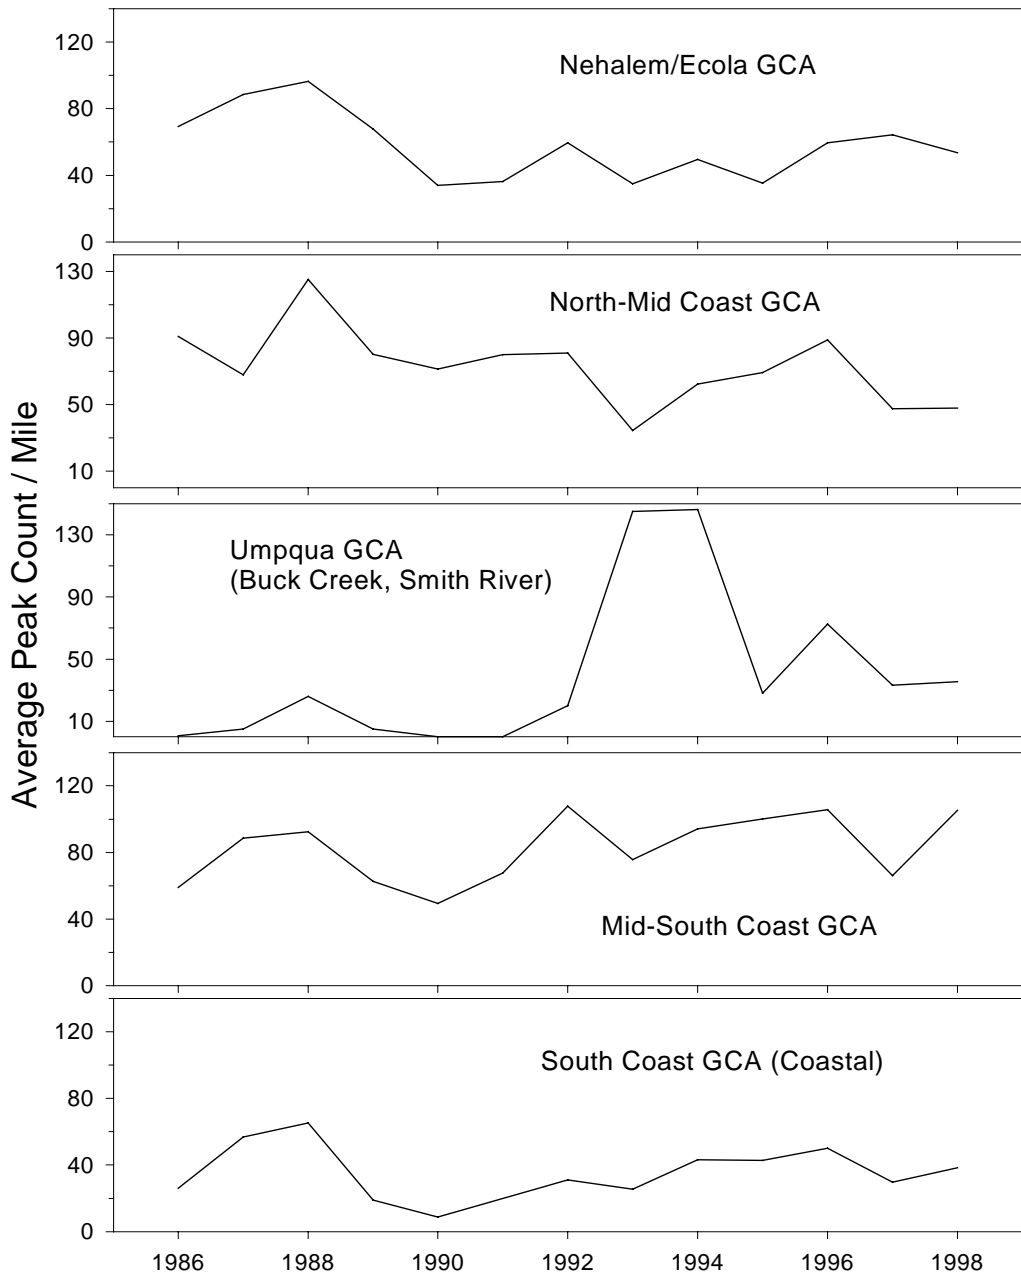 Average Peak Count / Mile
120
80
40
0
Nehalem/Ecola GCA
130
90
50
10
North-Mid Coast GCA
130
90
50
10
Umpqua GCA
(Buck Creek, Smith River)
120
80
40
0
Mid-South Coast GCA
120
80
40
0
South Coast GCA (Coastal)
1986 1988 1990 1992 1994 1996 1998